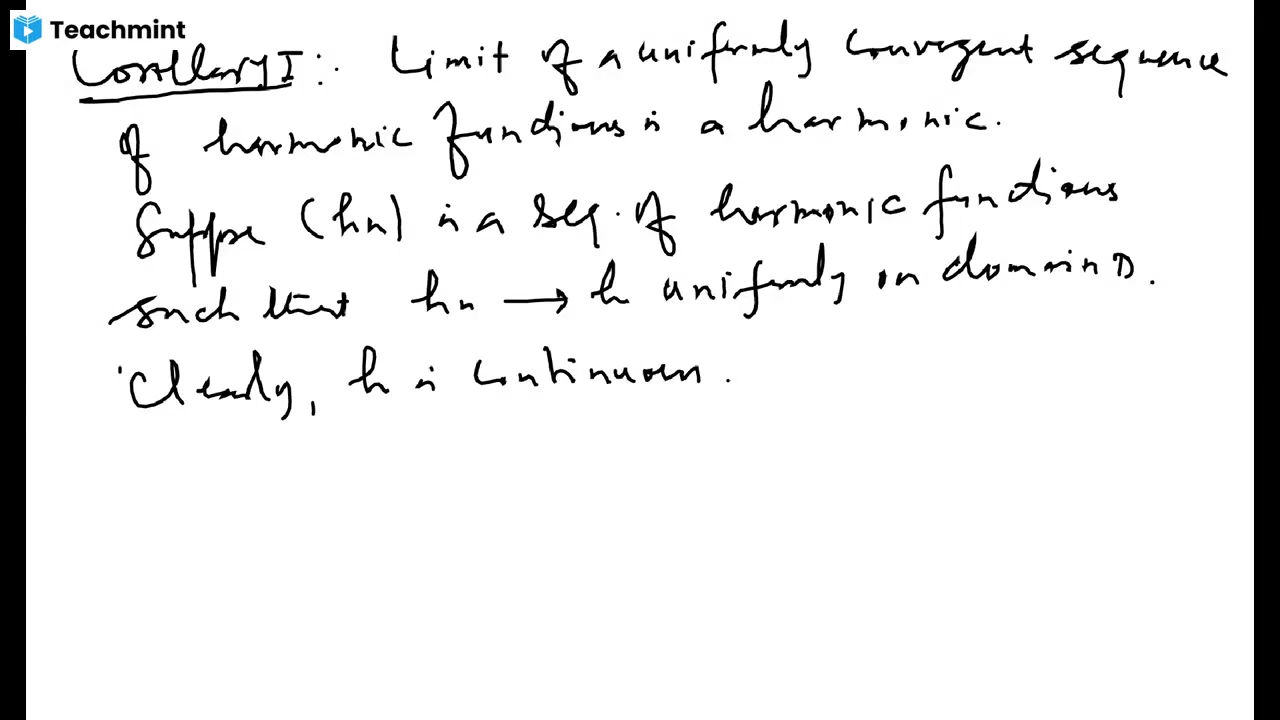 Teachmint
Corollary I :. Limit of a uniformly convergent sequence
of harmonic functions is a harmonic.
Suppose (hn) is a seq. of harmonic functions
such that hn → h uniformly on domain D.
Clearly, h is continuous.